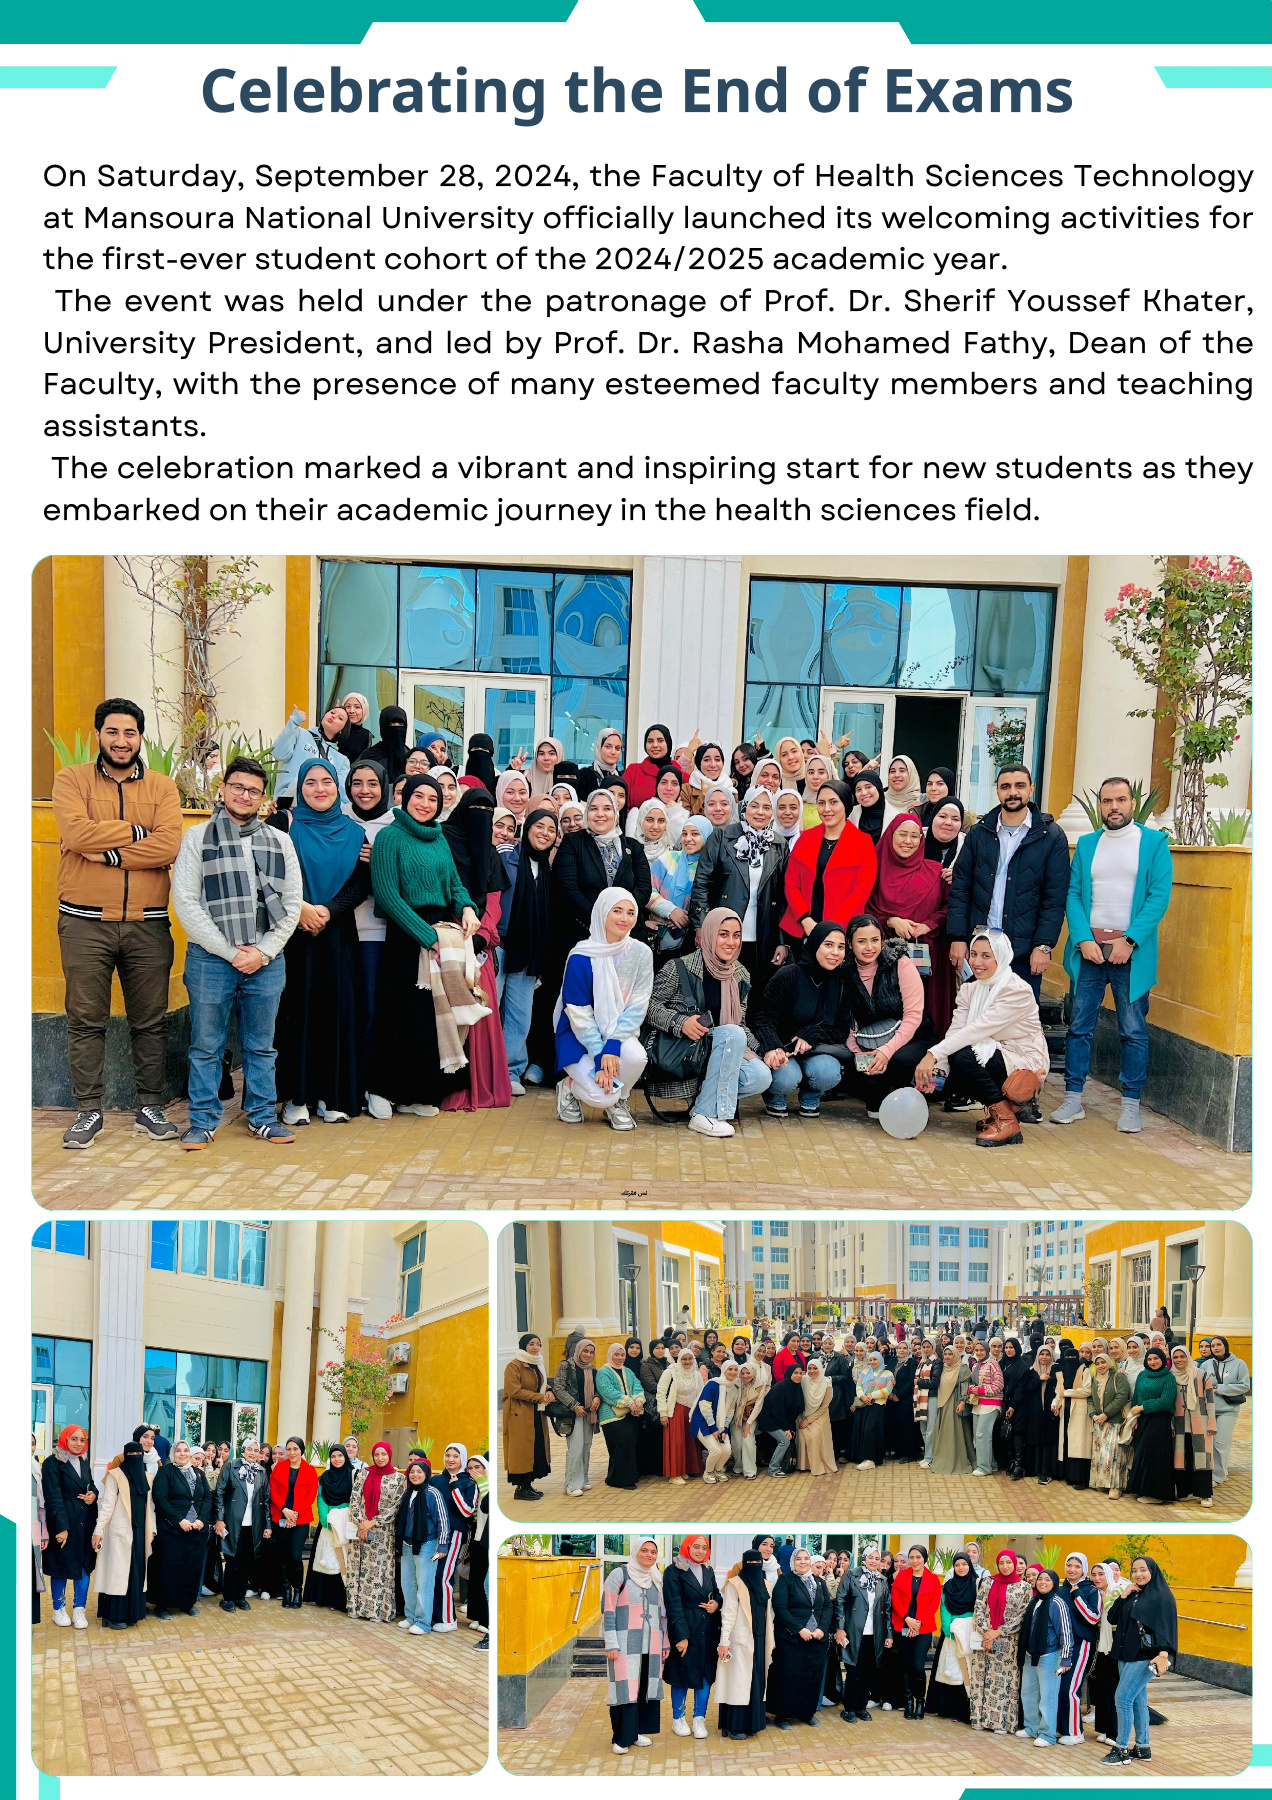 Celebrating the End of Exams
On Saturday, September 28, 2024, the Faculty of Health Sciences Technology
at Mansoura National University officially launched its welcoming activities for
the first-ever student cohort of the 2024/2025 academic year.
The event was held under the patronage of Prof. Dr. Sherif Youssef Khater,
University President, and led by Prof. Dr. Rasha Mohamed Fathy, Dean of the
Faculty, with the presence of many esteemed faculty members and teaching
assistants.
The celebration marked a vibrant and inspiring start for new students as they
embarked on their academic journey in the health sciences field.
نص فقرتك